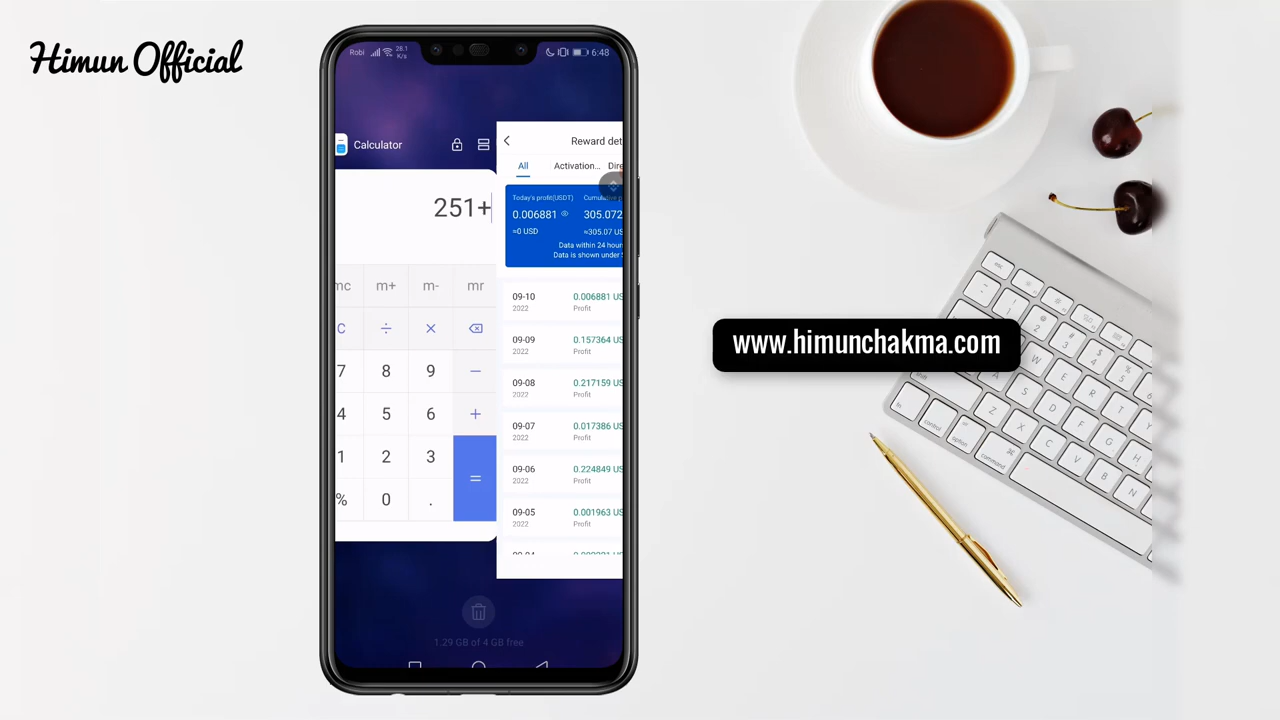 Himun Official
Robi
28.1
K/s
6:48
Calculator
251+
mc m+ m- mr
C ÷ ×
7 8 9 −
4 5 6 +
1 2 3
=
% 0 .
Reward det
All Activation... Dire
Today's profit(USDT) Cumulative p
0.006881 305.072
≈0 USD ≈305.07 US
Data within 24 hour
Data is shown under
09-10 0.006881 US
2022 Profit
09-09 0.157364 US
2022 Profit
09-08 0.217159 US
2022 Profit
09-07 0.017386 US
2022 Profit
09-06 0.224849 US
2022 Profit
09-05 0.001963 US
2022 Profit
1.29 GB of 4 GB free
www.himunchakma.com